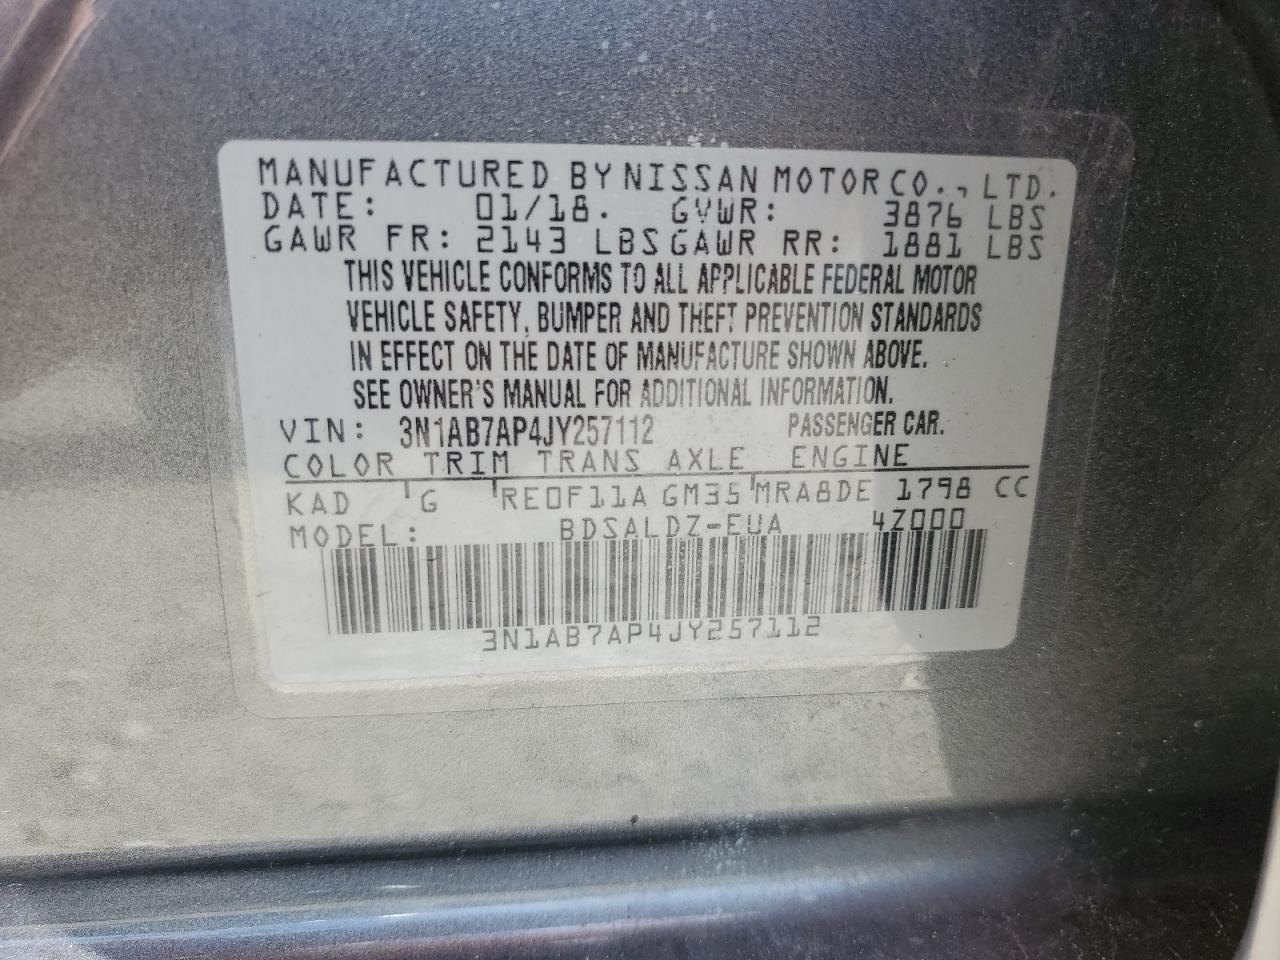 MANUFACTURED BY NISSAN MOTOR CO., LTD.
DATE: 01/18. GVWR: 3876 LBS
GAWR FR: 2143 LBS GAWR RR: 1881 LBS
THIS VEHICLE CONFORMS TO ALL APPLICABLE FEDERAL MOTOR
VEHICLE SAFETY, BUMPER AND THEFT PREVENTION STANDARDS
IN EFFECT ON THE DATE OF MANUFACTURE SHOWN ABOVE.
SEE OWNER'S MANUAL FOR ADDITIONAL INFORMATION.
VIN: 3N1AB7AP4JY257112 PASSENGER CAR.
COLOR TRIM TRANS AXLE ENGINE
KAD G RE0F11A GM35 MRA8DE 1798 CC
MODEL: BDSALDZ-EUA 4Z000
3N1AB7AP4JY257112